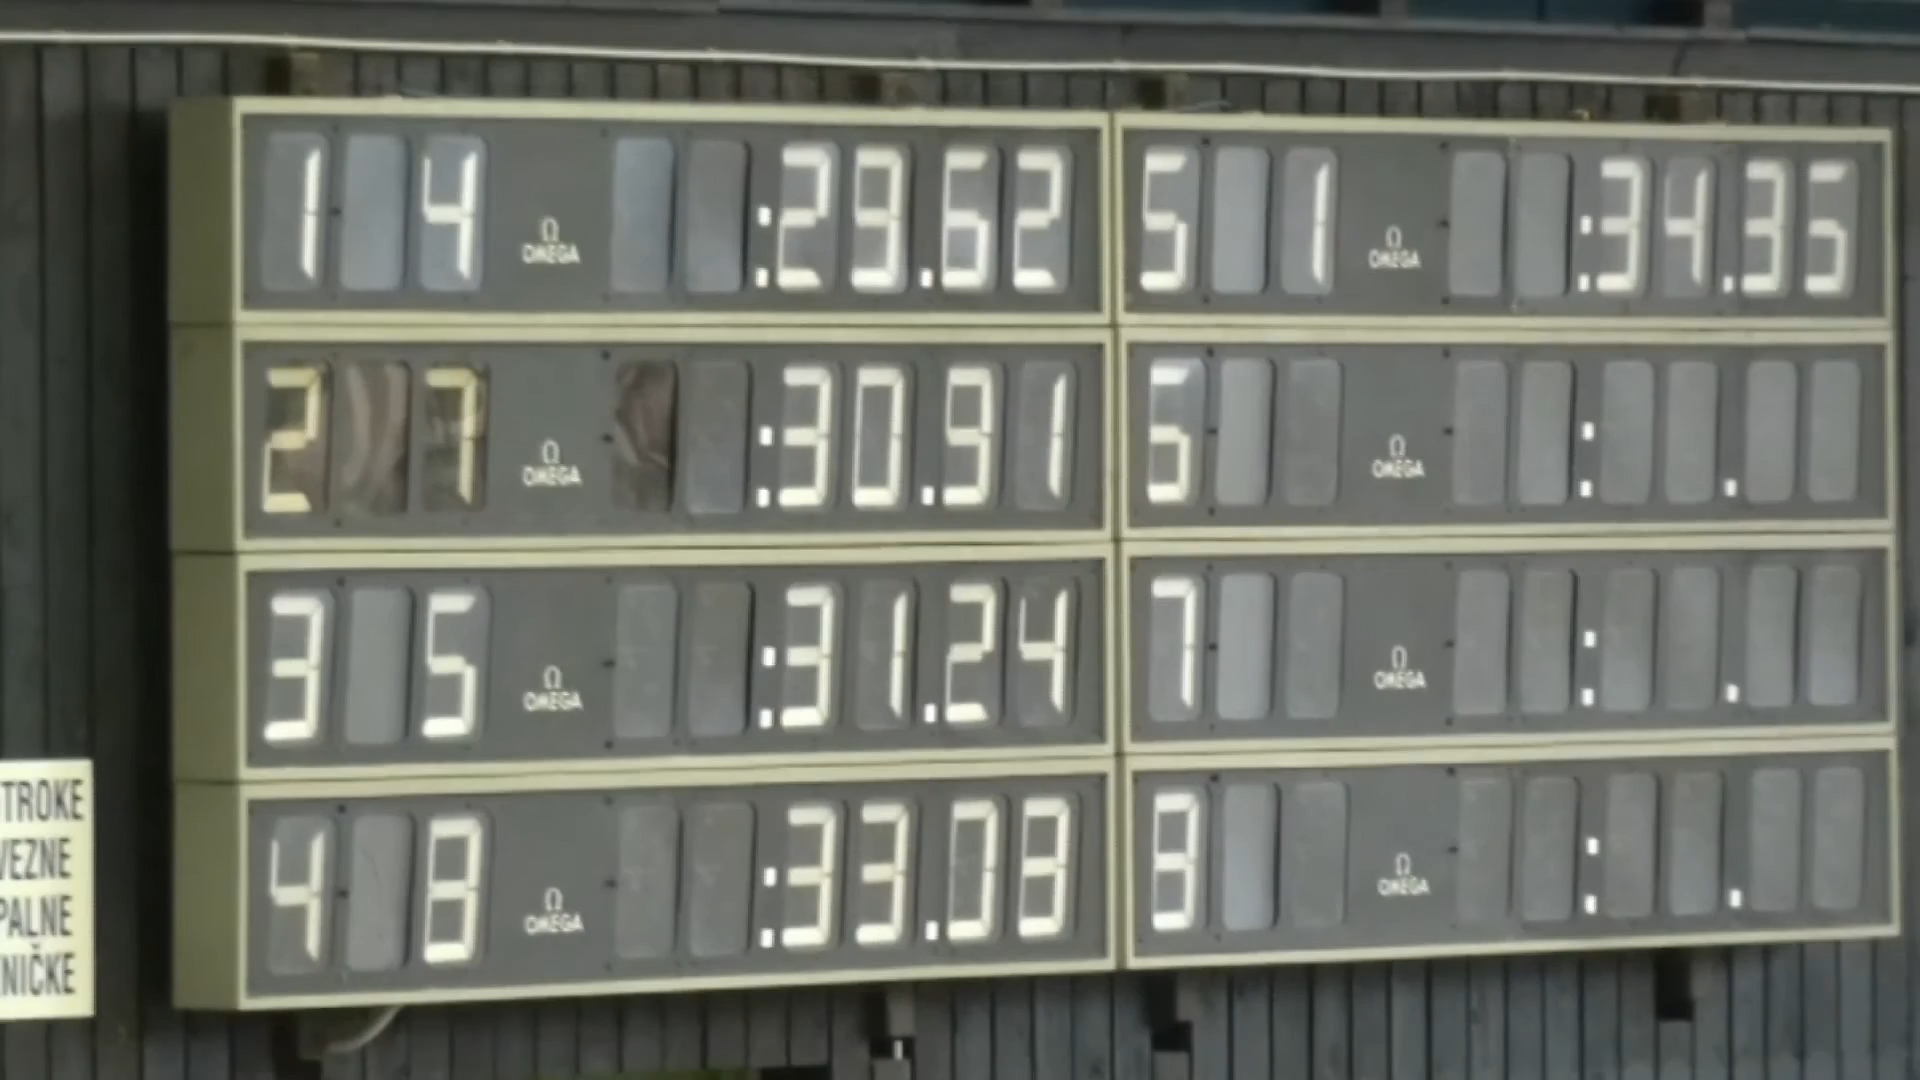 1 4 Ω OMEGA :29.62
2 7 Ω OMEGA :30.91
3 5 Ω OMEGA :31.24
4 8 Ω OMEGA :33.08
5 1 Ω OMEGA :34.35
6 Ω OMEGA : .
7 Ω OMEGA : .
8 Ω OMEGA : .
TROKE
VEZNE
PALNE
NIČKE